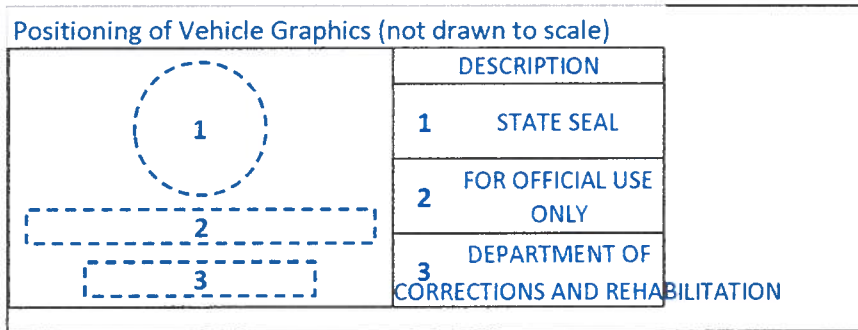 Positioning of Vehicle Graphics (not drawn to scale)
DESCRIPTION
1
1 STATE SEAL
2
2 FOR OFFICIAL USE
ONLY
3
3 DEPARTMENT OF
CORRECTIONS AND REHABILITATION